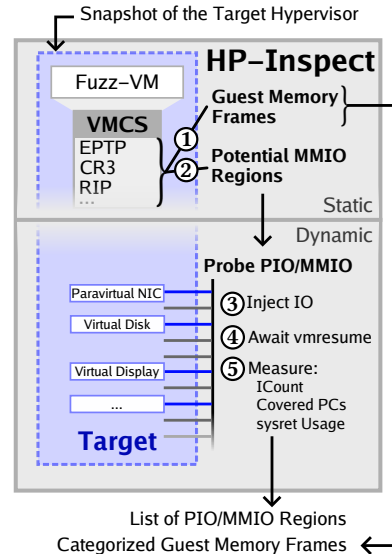 Snapshot of the Target Hypervisor
HP-Inspect
Fuzz-VM
VMCS
EPTP
CR3
RIP
...
① Guest Memory
Frames
② Potential MMIO
Regions
Static
Dynamic
Probe PIO/MMIO
Paravirtual NIC
③ Inject IO
Virtual Disk
④ Await vmresume
Virtual Display
⑤ Measure:
ICount
Covered PCs
sysret Usage
...
Target
List of PIO/MMIO Regions
Categorized Guest Memory Frames